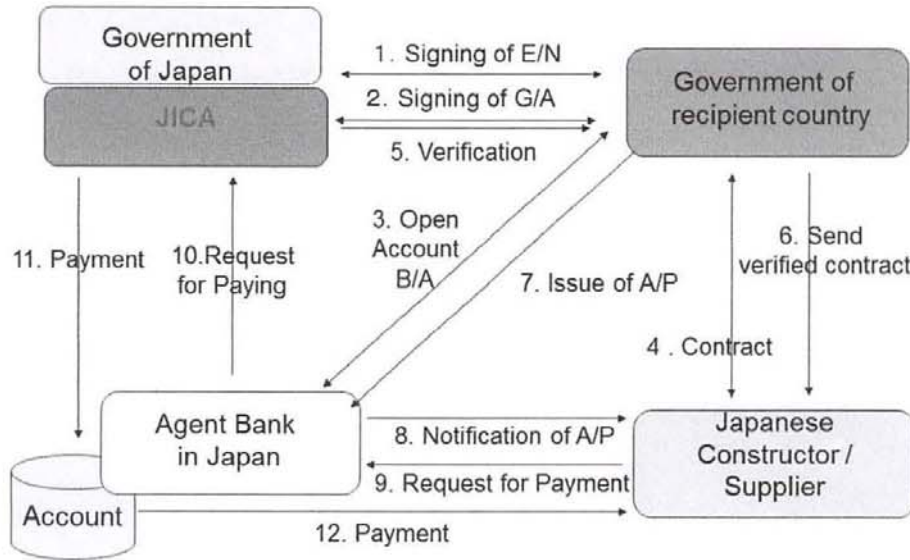 Government
of Japan
JICA
1. Signing of E/N
2. Signing of G/A
5. Verification
Government of
recipient country
11. Payment
10.Request
for Paying
3. Open
Account
B/A
7. Issue of A/P
6. Send
verified contract
4 . Contract
Agent Bank
in Japan
8. Notification of A/P
9. Request for Payment
Japanese
Constructor /
Supplier
Account
12. Payment